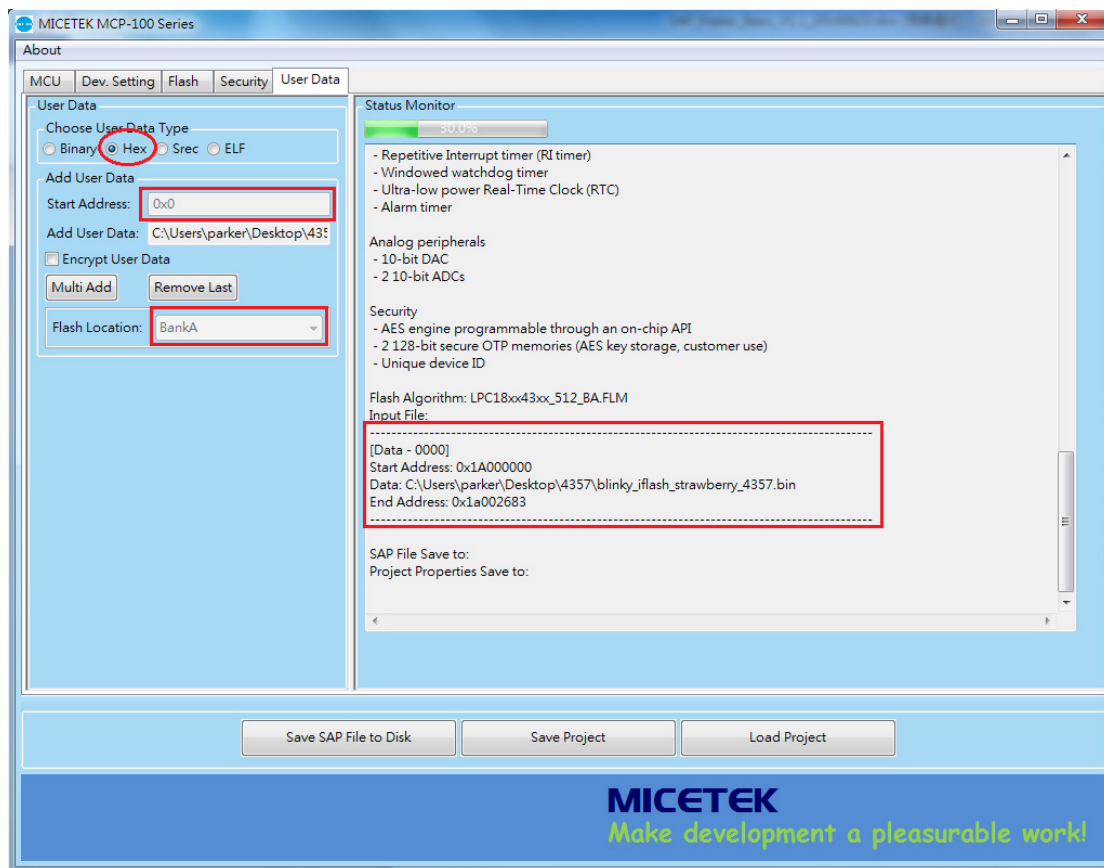 MICETEK MCP-100 Series
About
MCU Dev. Setting Flash Security User Data
User Data
Choose User Data Type
Binary Hex Srec ELF
Add User Data
Start Address: 0x0
Add User Data: C:\Users\parker\Desktop\435
Encrypt User Data
Multi Add Remove Last
Flash Location: BankA
Status Monitor
30.0%
- Repetitive Interrupt timer (RI timer)
- Windowed watchdog timer
- Ultra-low power Real-Time Clock (RTC)
- Alarm timer
Analog peripherals
- 10-bit DAC
- 2 10-bit ADCs
Security
- AES engine programmable through an on-chip API
- 2 128-bit secure OTP memories (AES key storage, customer use)
- Unique device ID
Flash Algorithm: LPC18xx43xx_512_BA.FLM
Input File:
[Data - 0000]
Start Address: 0x1A000000
Data: C:\Users\parker\Desktop\4357\blinky_iflash_strawberry_4357.bin
End Address: 0x1a002683
SAP File Save to:
Project Properties Save to:
Save SAP File to Disk Save Project Load Project
MICETEK
Make development a pleasurable work!